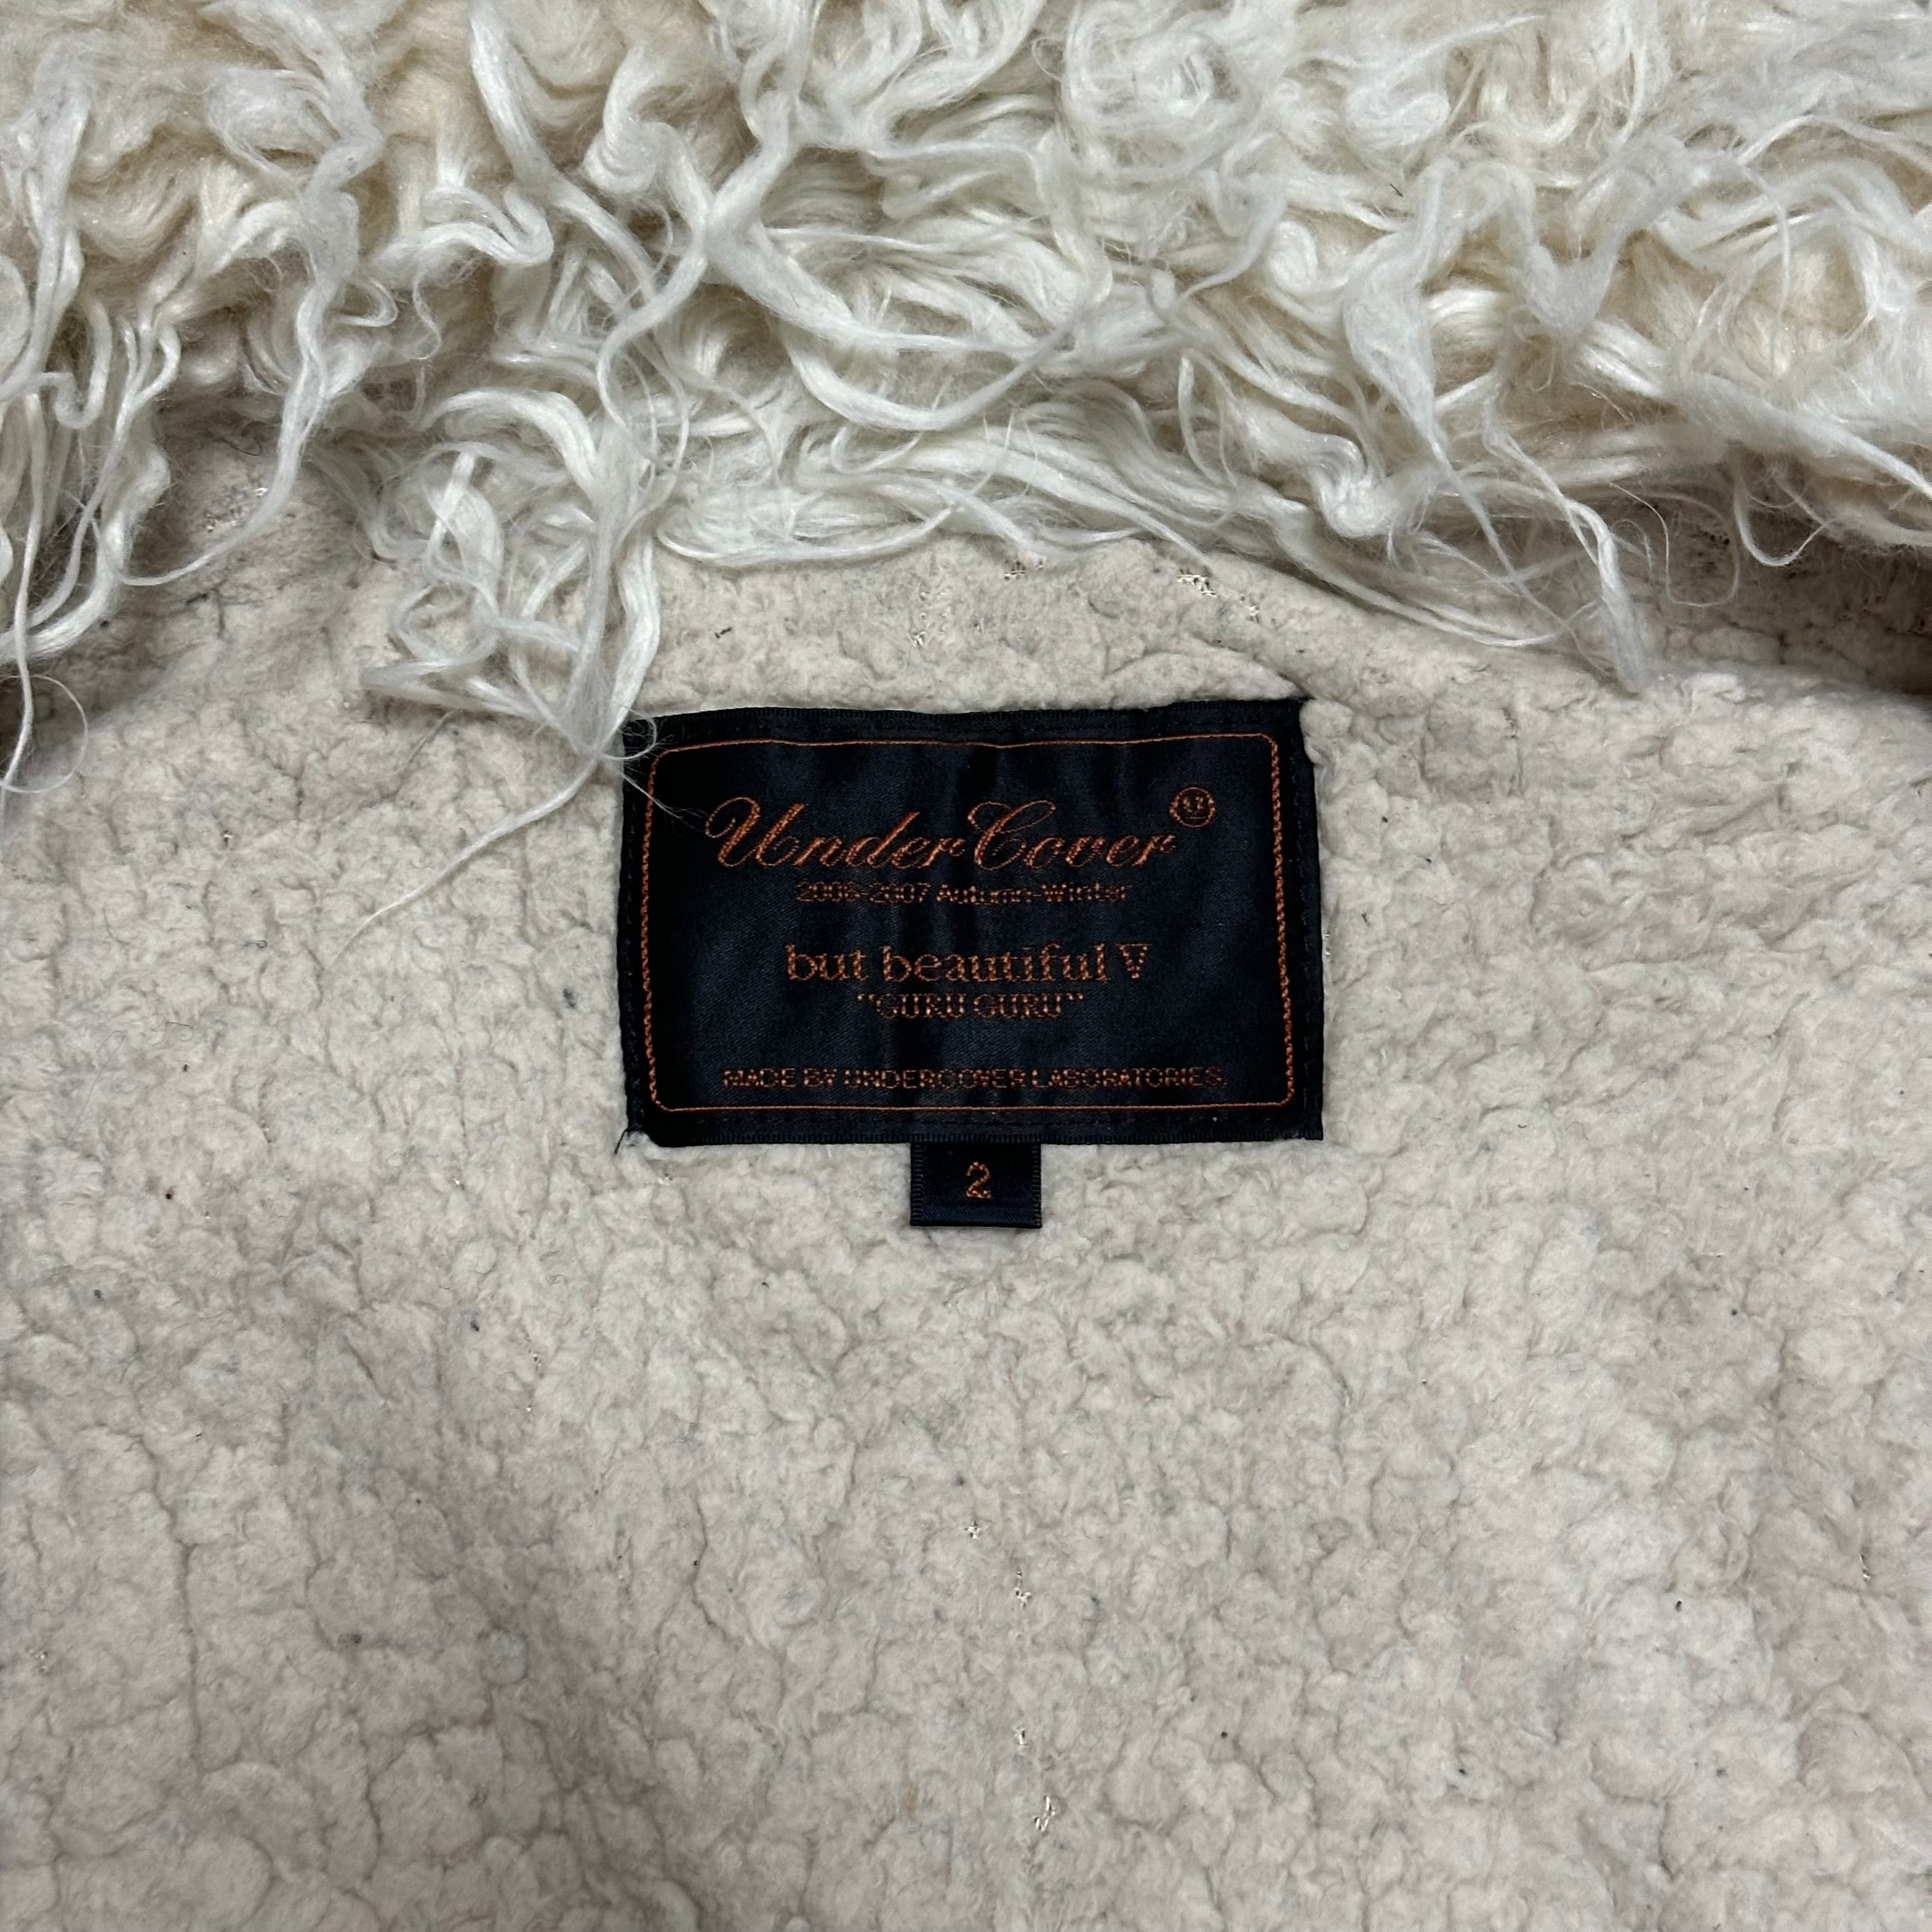 UnderCover Ⓤ
2006-2007 Autumn-Winter
but beautiful V
"GURU GURU"
MADE BY UNDERCOVER LABORATORIES
2